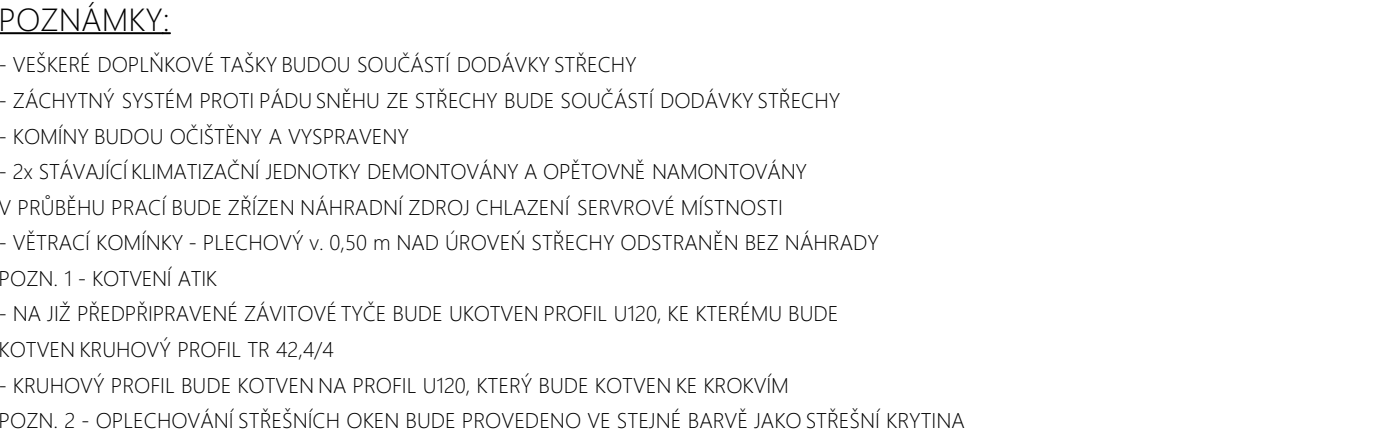 POZNÁMKY:
- VEŠKERÉ DOPLŇKOVÉ TAŠKY BUDOU SOUČÁSTÍ DODÁVKY STŘECHY
- ZÁCHYTNÝ SYSTÉM PROTI PÁDU SNĚHU ZE STŘECHY BUDE SOUČÁSTÍ DODÁVKY STŘECHY
- KOMÍNY BUDOU OČIŠTĚNY A VYSPRAVENY
- 2x STÁVAJÍCÍ KLIMATIZAČNÍ JEDNOTKY DEMONTOVÁNY A OPĚTOVNĚ NAMONTOVÁNY
V PRŮBĚHU PRACÍ BUDE ZŘÍZEN NÁHRADNÍ ZDROJ CHLAZENÍ SERVROVÉ MÍSTNOSTI
- VĚTRACÍ KOMÍNKY - PLECHOVÝ v. 0,50 m NAD ÚROVEŃ STŘECHY ODSTRANĚN BEZ NÁHRADY
POZN. 1 - KOTVENÍ ATIK
- NA JIŽ PŘEDPŘIPRAVENÉ ZÁVITOVÉ TYČE BUDE UKOTVEN PROFIL U120, KE KTERÉMU BUDE
KOTVEN KRUHOVÝ PROFIL TR 42,4/4
- KRUHOVÝ PROFIL BUDE KOTVEN NA PROFIL U120, KTERÝ BUDE KOTVEN KE KROKVÍM
POZN. 2 - OPLECHOVÁNÍ STŘEŠNÍCH OKEN BUDE PROVEDENO VE STEJNÉ BARVĚ JAKO STŘEŠNÍ KRYTINA